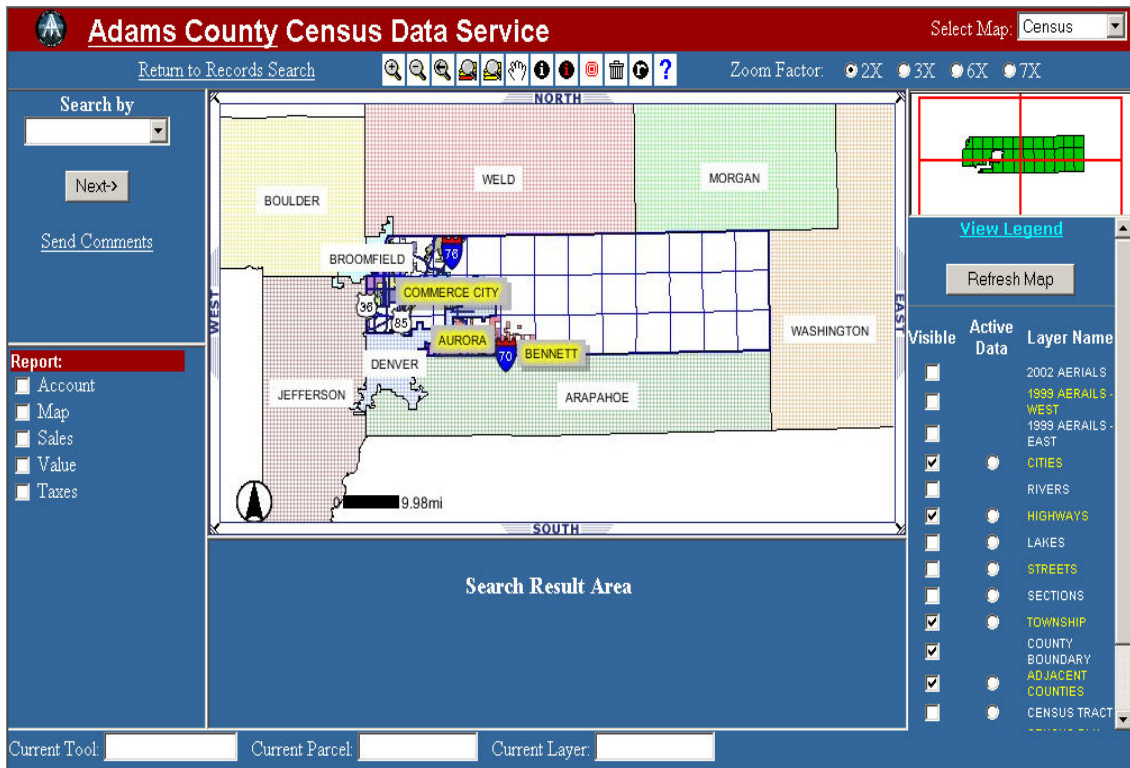 Adams County Census Data Service
Select Map: Census
Return to Records Search
?
Zoom Factor: 2X 3X 6X 7X
Search by
Next->
Send Comments
Report:
Account
Map
Sales
Value
Taxes
NORTH
WEST
EAST
SOUTH
WELD
MORGAN
BOULDER
BROOMFIELD
76
COMMERCE CITY
36
85
AURORA
70
BENNETT
WASHINGTON
DENVER
JEFFERSON
ARAPAHOE
0 9.98mi
Search Result Area
View Legend
Refresh Map
Visible
Active
Data
Layer Name
2002 AERIALS
1999 AERAILS -
WEST
1999 AERAILS -
EAST
CITIES
RIVERS
HIGHWAYS
LAKES
STREETS
SECTIONS
TOWNSHIP
COUNTY
BOUNDARY
ADJACENT
COUNTIES
CENSUS TRACT
Current Tool:
Current Parcel:
Current Layer: